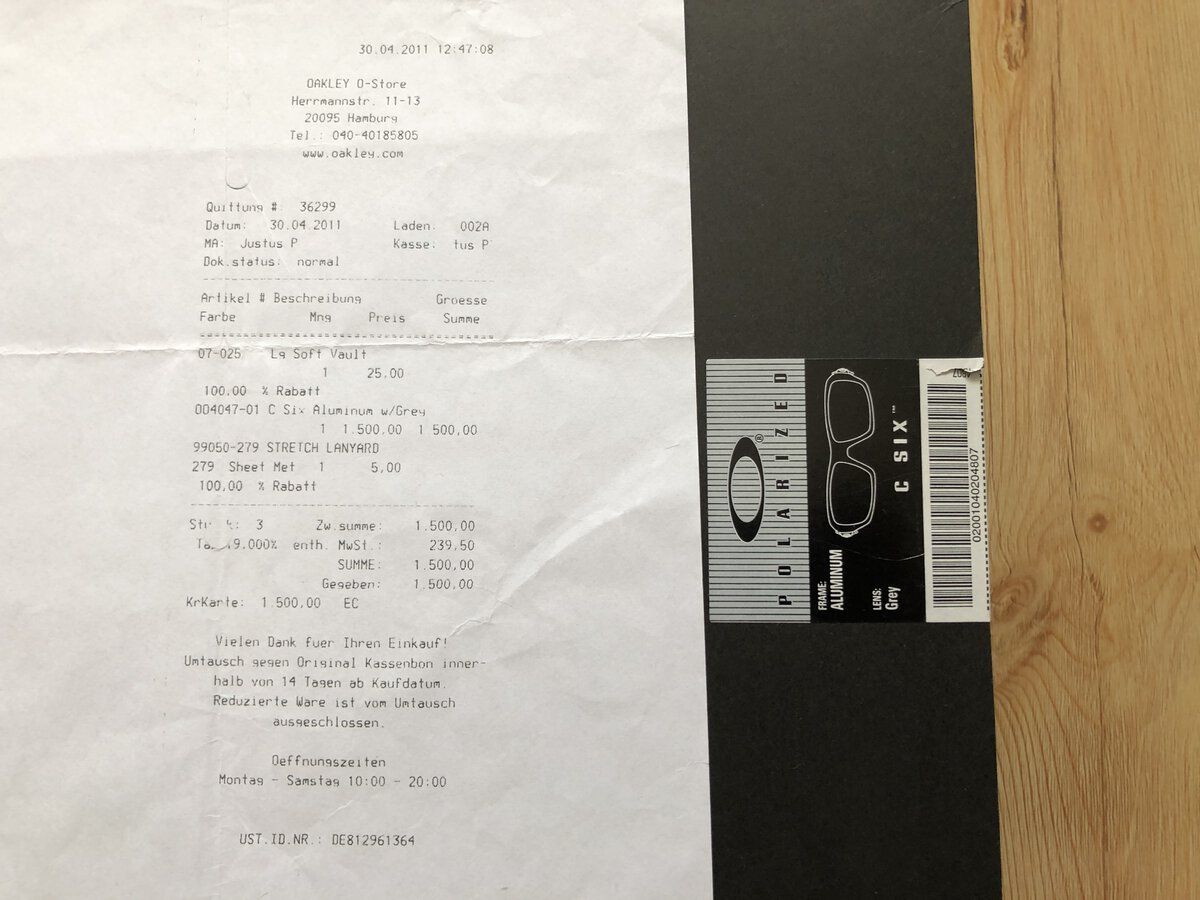 30.04.2011 12:47:08
OAKLEY O-Store
Herrmannstr. 11-13
20095 Hamburg
Tel.: 040-40185805
www.oakley.com
Quittung #: 36299
Datum: 30.04.2011 Laden: 002A
MA: Justus P Kasse: tus P
Dok.status: normal
Artikel # Beschreibung Groesse
Farbe Mng Preis Summe
07-025 Lg Soft Vault
1 25.00
100.00 % Rabatt
004047-01 C Six Aluminum w/Grey
1 1.500,00 1 500,00
99050-279 STRETCH LANYARD
279 Sheet Met 1 5,00
100,00 % Rabatt
3 Zw.summe: 1.500,00
9.000% enth. MwSt.: 239,50
SUMME: 1.500,00
Gegeben: 1.500,00
KrKarte: 1.500,00 EC
Vielen Dank fuer Ihren Einkauf!
Umtausch gegen Original Kassenbon inner-
halb von 14 Tagen ab Kaufdatum.
Reduzierte Ware ist vom Umtausch
ausgeschlossen.
Oeffnungszeiten
Montag - Samstag 10:00 - 20:00
UST.ID.NR.: DE812961364
POLARIZED
®
FRAME:
ALUMINUM
LENS:
Grey
C SIX™
02001040204807